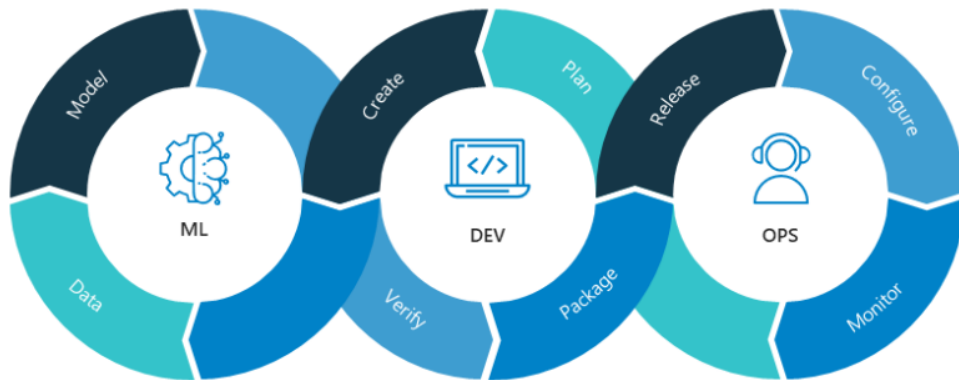 Model
Data
ML
Create
Plan
Verify
Package
</>
DEV
Release
Configure
Monitor
OPS